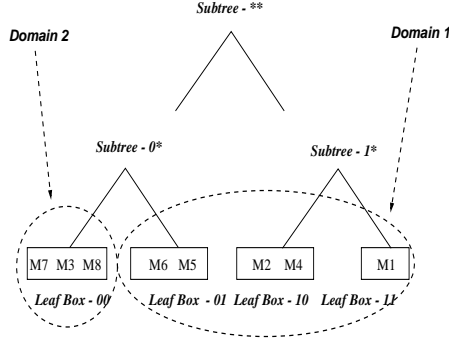 Subtree - **
Domain 2
Domain 1
Subtree - 0*
Subtree - 1*
M7 M3 M8
M6 M5
M2 M4
M1
Leaf Box - 00
Leaf Box - 01
Leaf Box - 10
Leaf Box - 11